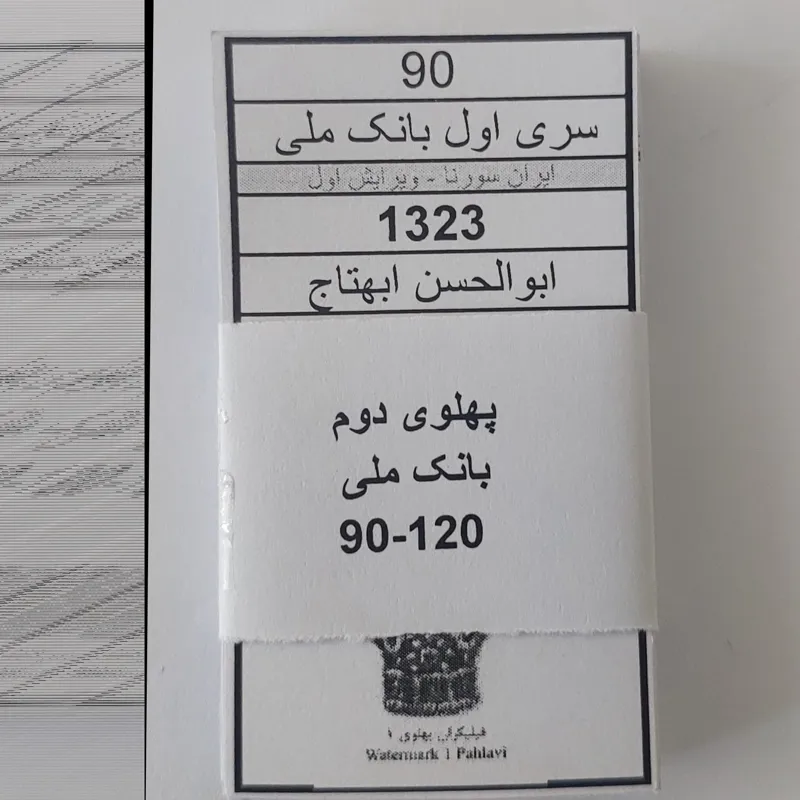 90
سری اول بانک ملی
ایران سورنا - ویرایش اول
1323
ابوالحسن ابهتاج
پهلوی دوم
بانک ملی
90-120
فیلیگران پهلوی ۱
Watermark 1 Pahlavi